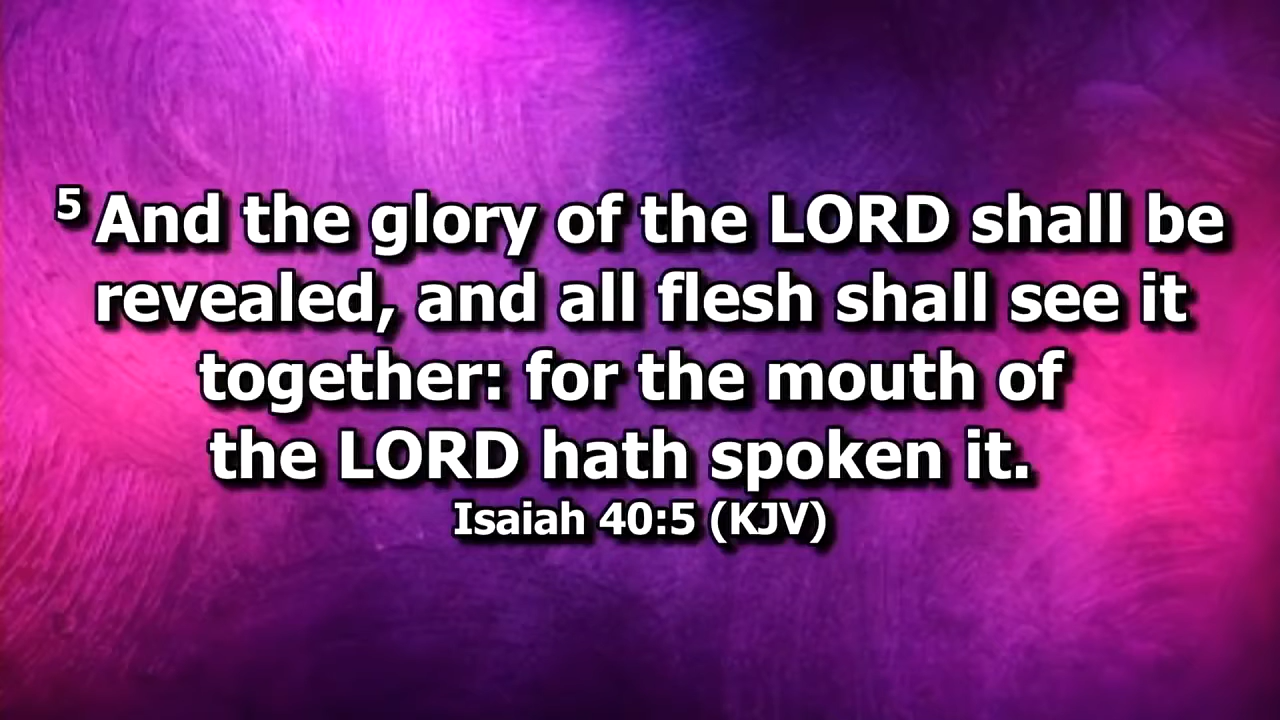 5 And the glory of the LORD shall be
revealed, and all flesh shall see it
together: for the mouth of
the LORD hath spoken it.
Isaiah 40:5 (KJV)